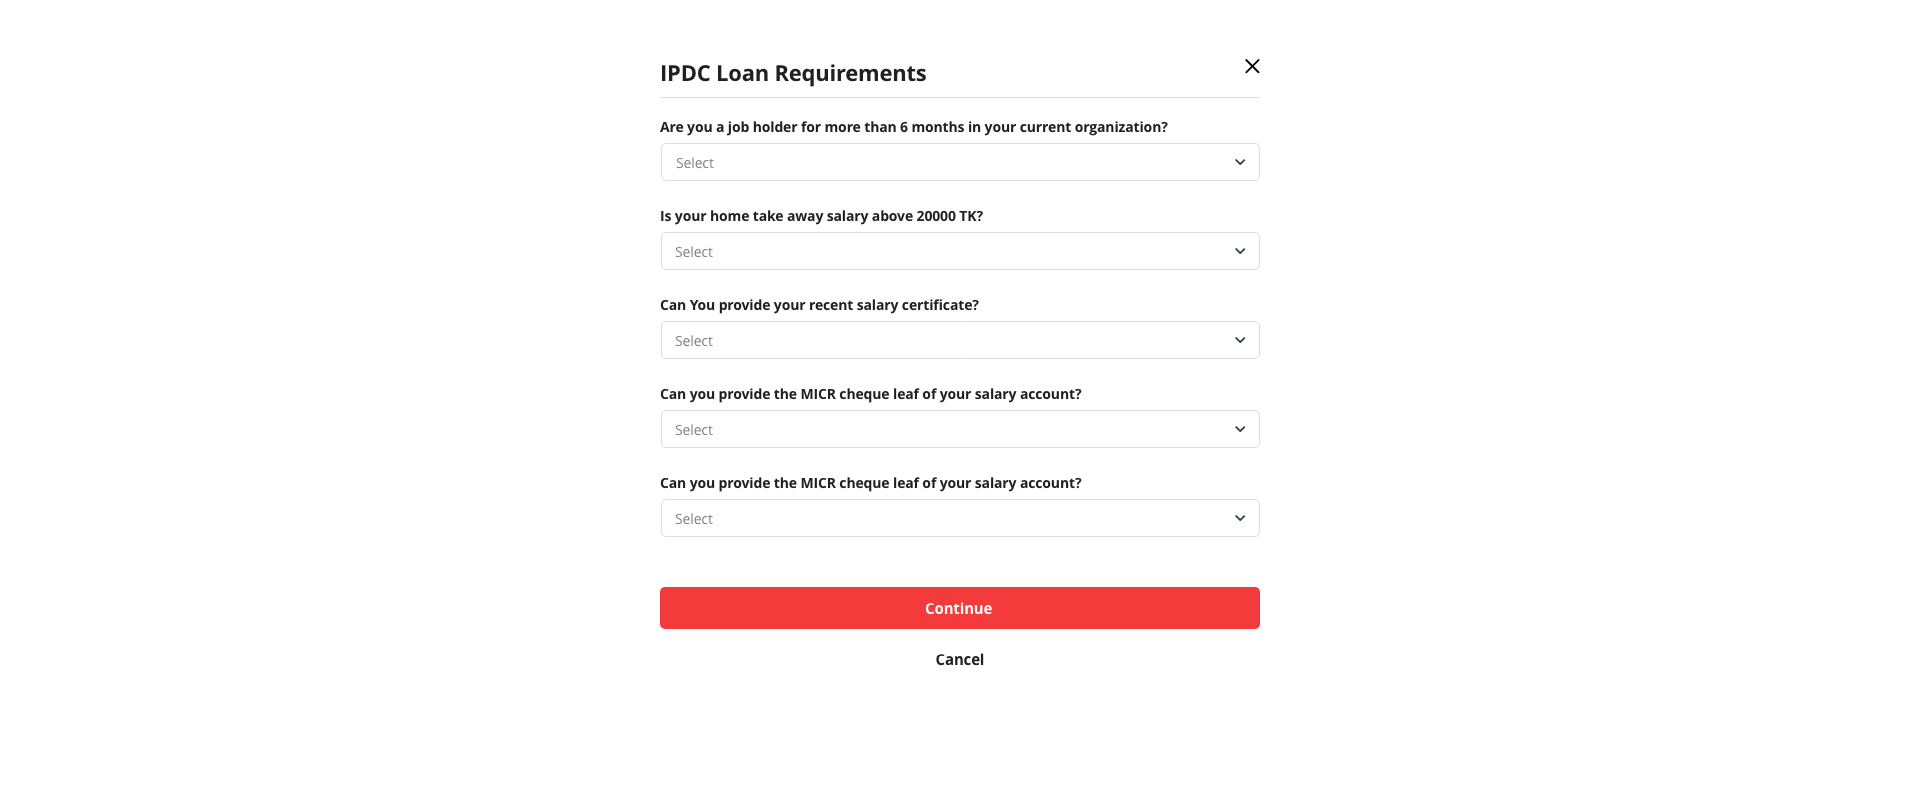 IPDC Loan Requirements
Are you a job holder for more than 6 months in your current organization?
Select
Is your home take away salary above 20000 TK?
Select
Can You provide your recent salary certificate?
Select
Can you provide the MICR cheque leaf of your salary account?
Select
Can you provide the MICR cheque leaf of your salary account?
Select
Continue
Cancel